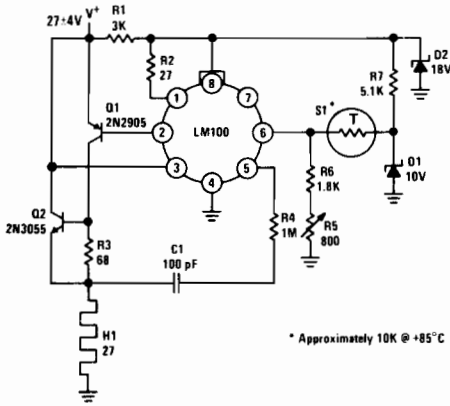 27±4V
V+
R1
3K
R2
27
D2
18V
R7
5.1K
S1*
T
Q1
2N2905
LM100
1
2
3
4
5
6
7
8
D1
10V
R6
1.8K
R5
800
Q2
2N3055
R3
68
C1
100 pF
R4
1M
H1
27
* Approximately 10K @ +85°C